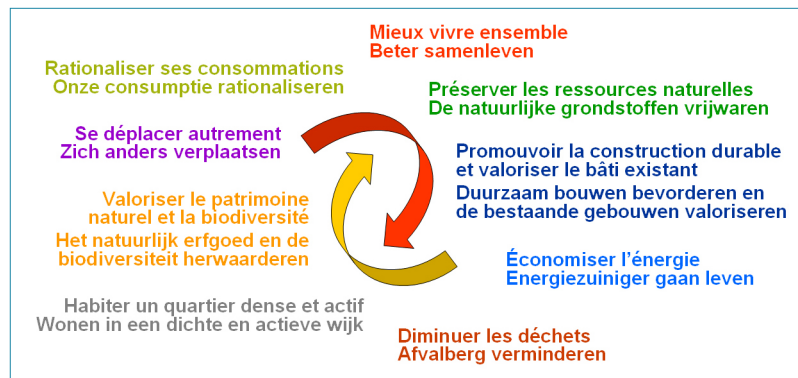 Mieux vivre ensemble
Beter samenleven
Rationaliser ses consommations
Onze consumptie rationaliseren
Préserver les ressources naturelles
De natuurlijke grondstoffen vrijwaren
Se déplacer autrement
Zich anders verplaatsen
Promouvoir la construction durable
et valoriser le bâti existant
Duurzaam bouwen bevorderen en
de bestaande gebouwen valoriseren
Valoriser le patrimoine
naturel et la biodiversité
Het natuurlijk erfgoed en de
biodiversiteit herwaarderen
Économiser l’énergie
Energiezuiniger gaan leven
Habiter un quartier dense et actif
Wonen in een dichte en actieve wijk
Diminuer les déchets
Afvalberg verminderen